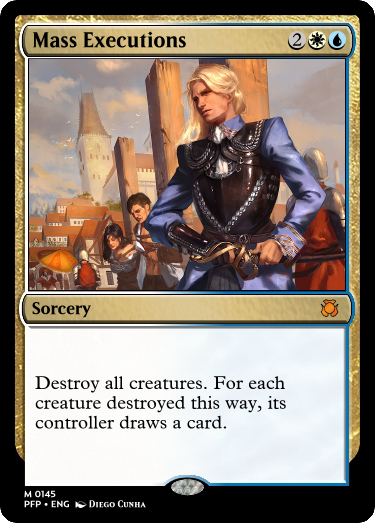 Mass Executions 2
Sorcery
Destroy all creatures. For each
creature destroyed this way, its
controller draws a card.
M 0145
PFP • ENG Diego Cunha